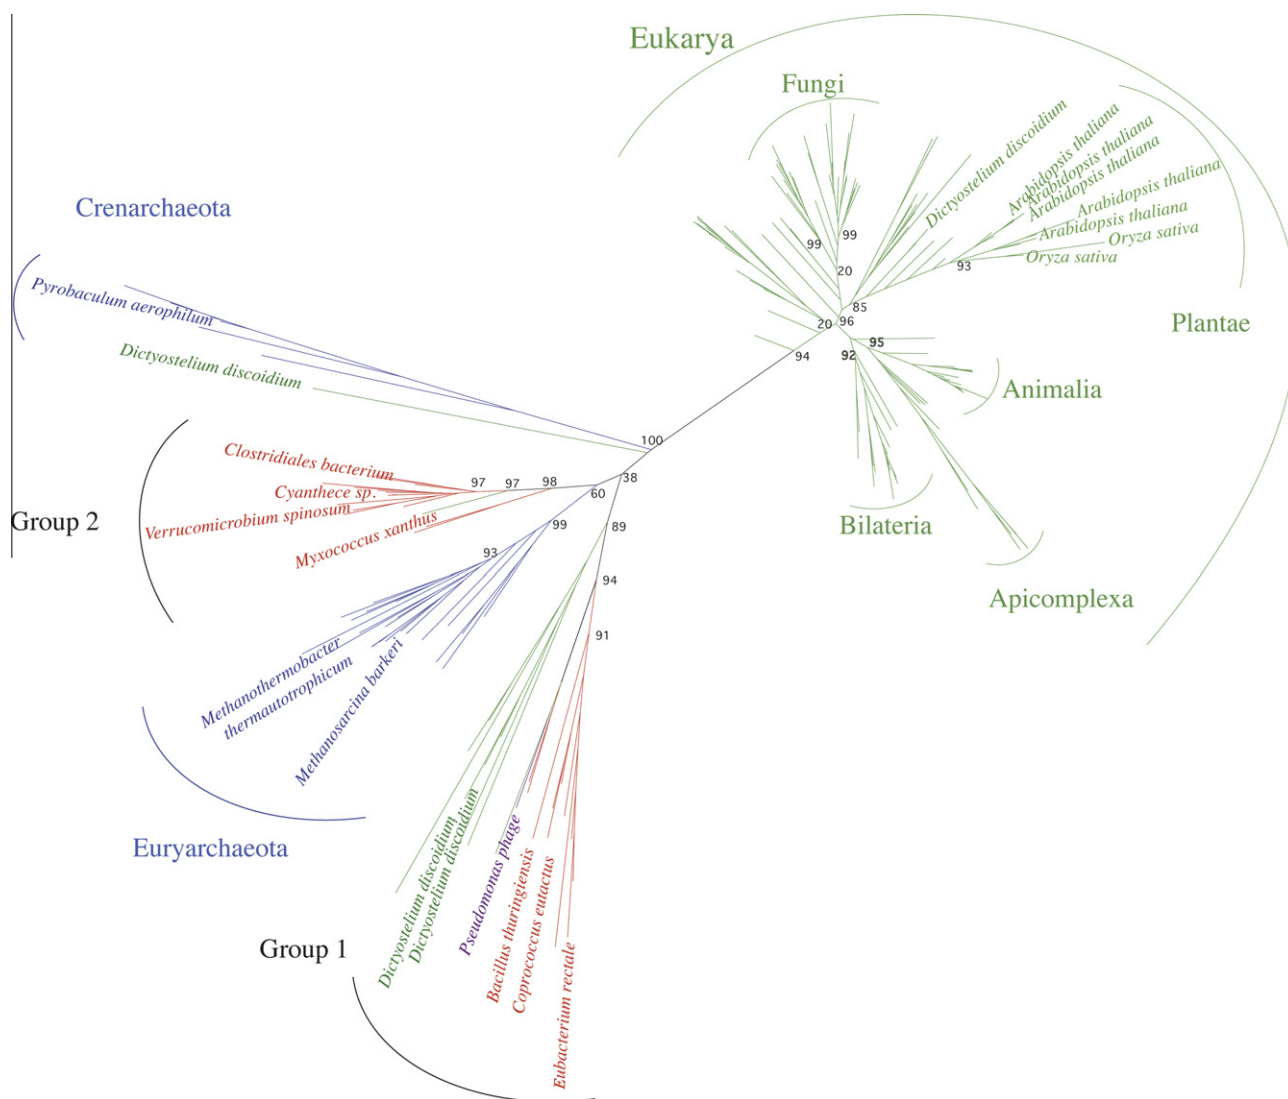 Eukarya
Fungi
Dictyostelium discoidium
Arabidopsis thaliana
Arabidopsis thaliana
Arabidopsis thaliana
Arabidopsis thaliana
Arabidopsis thaliana
Oryza sativa
Oryza sativa
99
99
20
93
85
96
20
94
95
92
Plantae
Animalia
Bilateria
Apicomplexa
Crenarchaeota
Pyrobaculum aerophilum
Dictyostelium discoidium
100
38
60
Clostridiales bacterium
Cyanthece sp.
Verrucomicrobium spinosum
Myxococcus xanthus
97
97
98
Group 2
99
93
89
94
91
Methanothermobacter
thermautotrophicum
Methanosarcina barkeri
Euryarchaeota
Dictyostelium discoidium
Dictyostelium discoidium
Pseudomonas phage
Bacillus thuringiensis
Coprococcus eutactus
Eubacterium rectale
Group 1